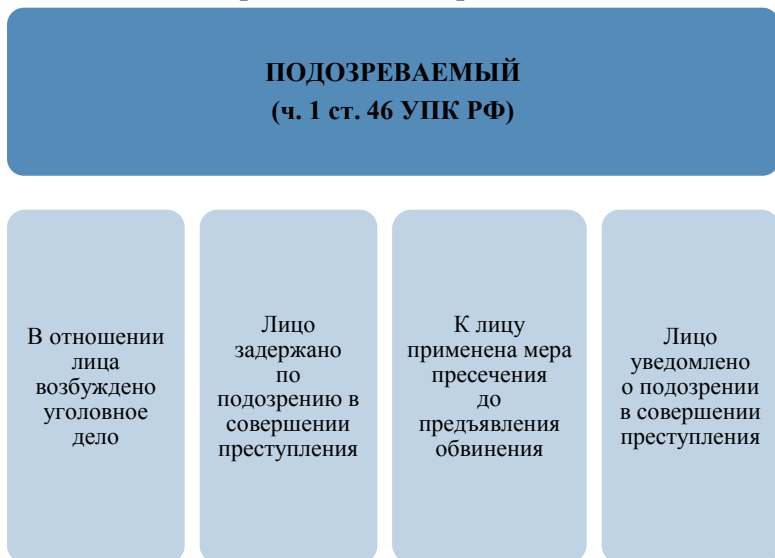 ПОДОЗРЕВАЕМЫЙ
(ч. 1 ст. 46 УПК РФ)
В отношении
лица
возбуждено
уголовное
дело
Лицо
задержано
по
подозрению в
совершении
преступления
К лицу
применена мера
пресечения
до
предъявления
обвинения
Лицо
уведомлено
о подозрении
в совершении
преступления